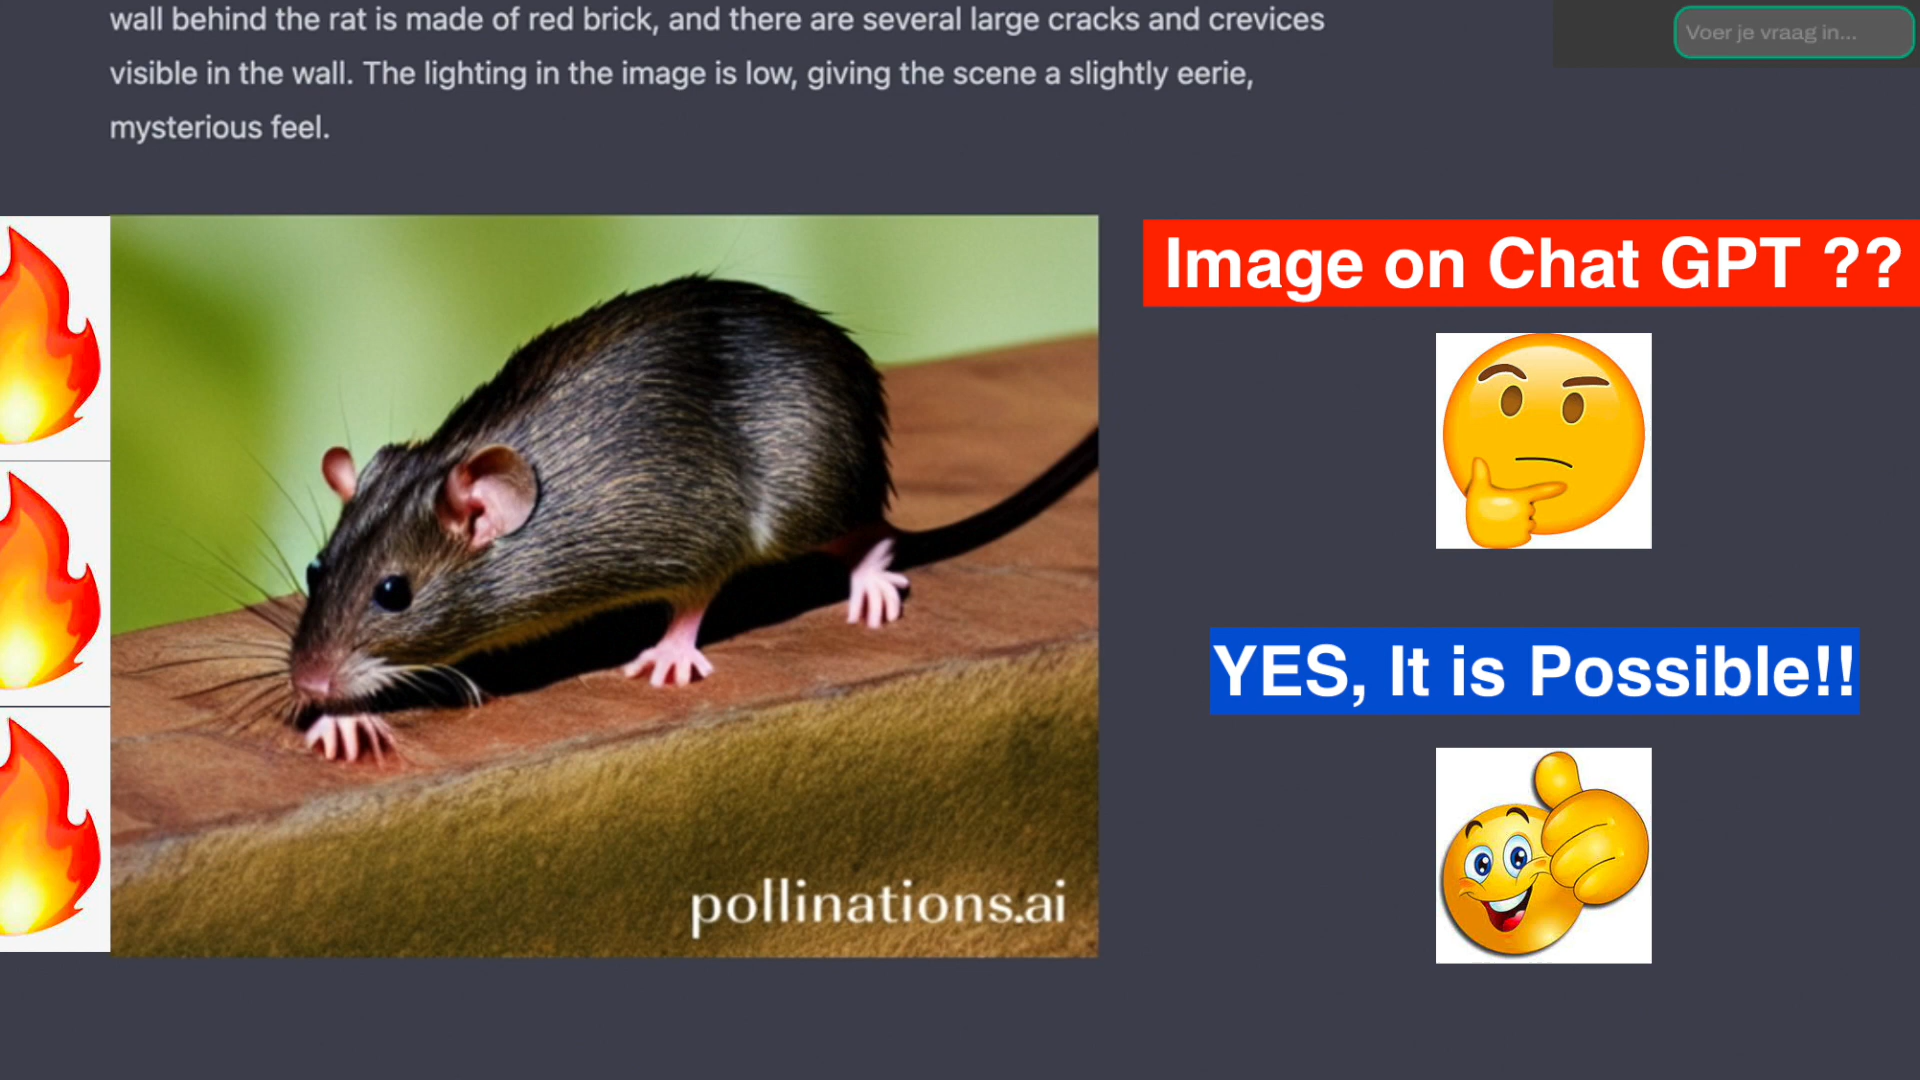 wall behind the rat is made of red brick, and there are several large cracks and crevices
visible in the wall. The lighting in the image is low, giving the scene a slightly eerie,
mysterious feel.
Voer je vraag in...
Image on Chat GPT ??
YES, It is Possible!!
pollinations.ai